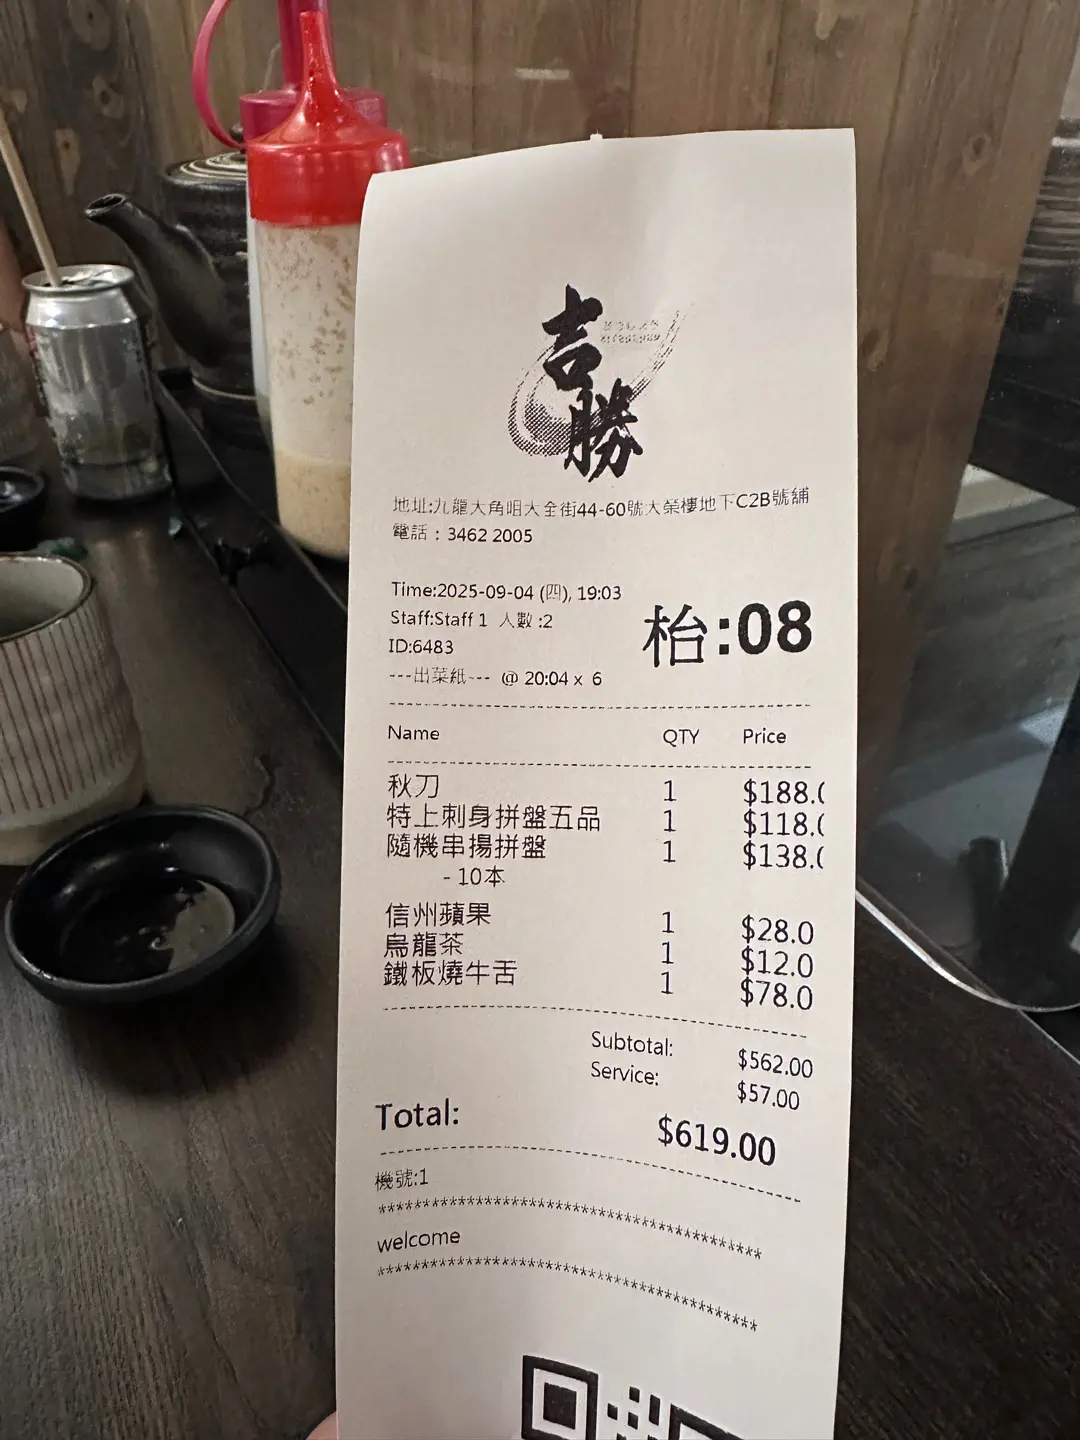 吉勝
地址:九龍大角咀大全街44-60號大榮樓地下C2B號舖
電話：3462 2005
Time:2025-09-04 (四), 19:03
Staff:Staff 1 人數:2
枱:08
ID:6483
---出菜紙--- @ 20:04 x 6
Name QTY Price
秋刀 1 $188.0
特上刺身拼盤五品 1 $118.0
隨機串揚拼盤 1 $138.0
- 10本
信州蘋果 1 $28.0
烏龍茶 1 $12.0
鐵板燒牛舌 1 $78.0
Subtotal: $562.00
Service: $57.00
Total: $619.00
機號:1
******************************************
welcome
******************************************